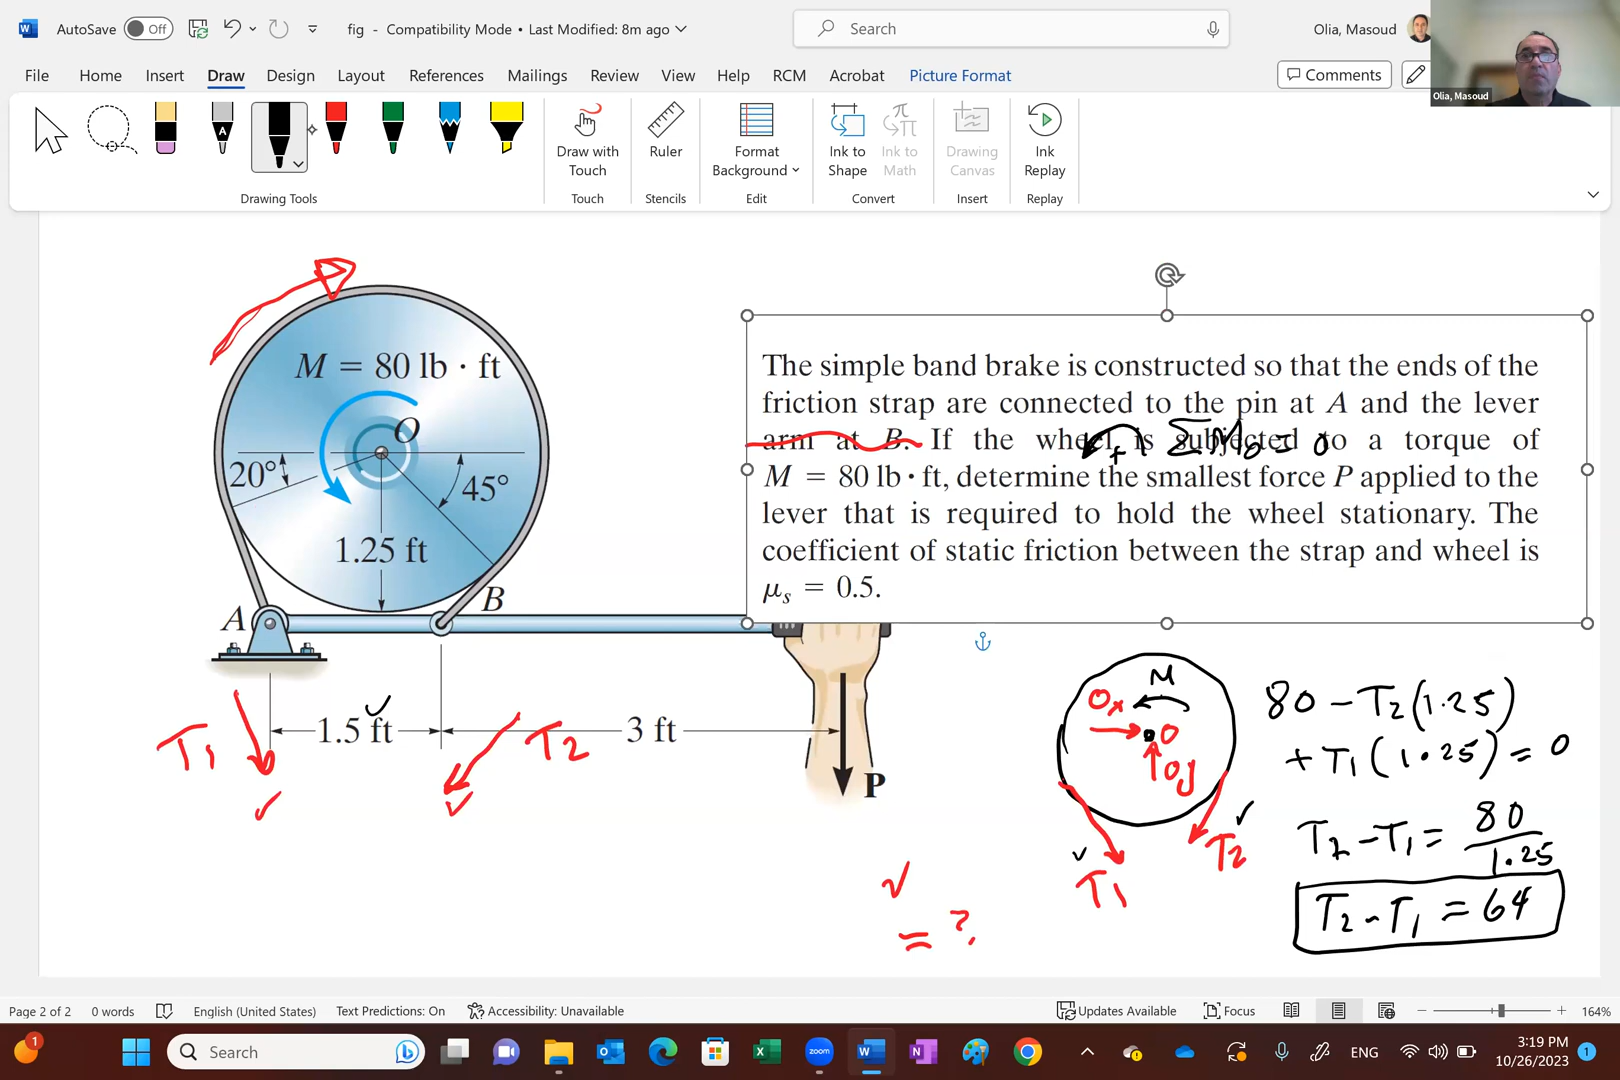 AutoSave Off fig - Compatibility Mode • Last Modified: 8m ago Search Olia, Masoud
File Home Insert Draw Design Layout References Mailings Review View Help RCM Acrobat Picture Format Comments
Olia, Masoud
A
Draw with Touch
Ruler
Format Background
Ink to Shape
Ink to Math
Drawing Canvas
Ink Replay
Drawing Tools Touch Stencils Edit Convert Insert Replay
M = 80 lb · ft
O
20°
45°
1.25 ft
A
B
1.5 ft
3 ft
P
T1
T2
The simple band brake is constructed so that the ends of the
friction strap are connected to the pin at A and the lever
arm at B. If the wheel is subjected to a torque of
M = 80 lb · ft, determine the smallest force P applied to the
lever that is required to hold the wheel stationary. The
coefficient of static friction between the strap and wheel is
μs = 0.5.
+ ΣMo = 0
M
Ox
O
Oy
T1
T2
= ?
80 - T2 (1.25)
+ T1 (1.25) = 0
T2 - T1 = 80
1.25
T2 - T1 = 64
Page 2 of 2 0 words English (United States) Text Predictions: On Accessibility: Unavailable Updates Available Focus 164%
1 Search zoom ENG 3:19 PM
10/26/2023 1